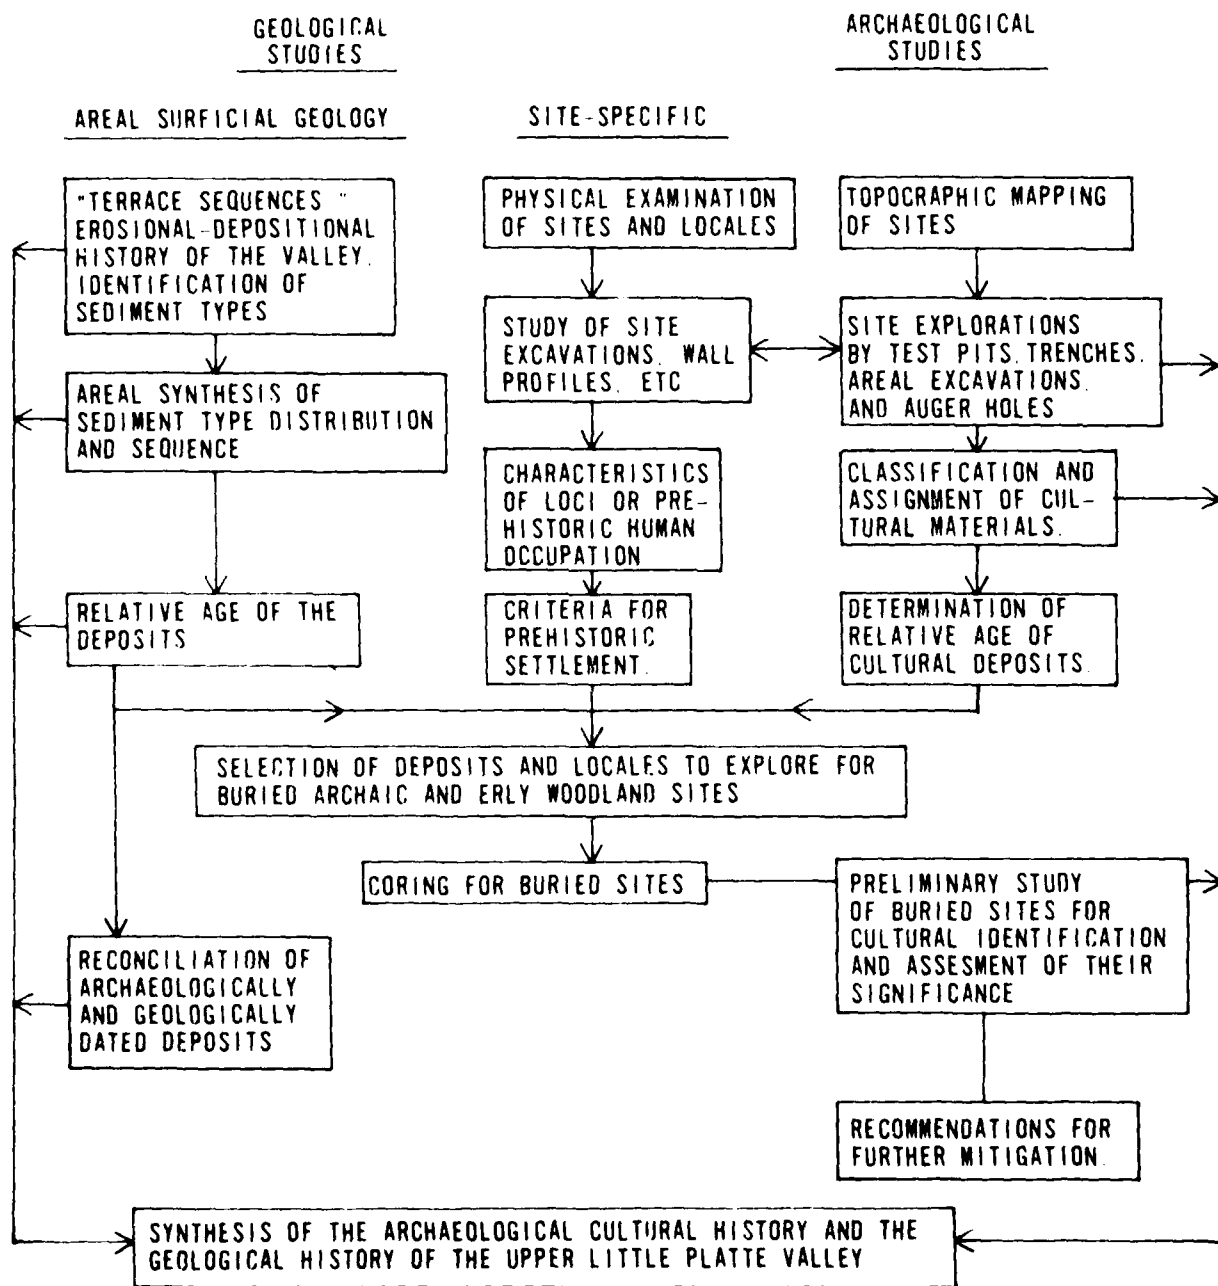 GEOLOGICAL
STUDIES
ARCHAEOLOGICAL
STUDIES
AREAL SURFICIAL GEOLOGY
SITE-SPECIFIC
"TERRACE SEQUENCES"
EROSIONAL-DEPOSITIONAL
HISTORY OF THE VALLEY.
IDENTIFICATION OF
SEDIMENT TYPES
PHYSICAL EXAMINATION
OF SITES AND LOCALES
TOPOGRAPHIC MAPPING
OF SITES
STUDY OF SITE
EXCAVATIONS, WALL
PROFILES, ETC
SITE EXPLORATIONS
BY TEST PITS, TRENCHES,
AREAL EXCAVATIONS,
AND AUGER HOLES
AREAL SYNTHESIS OF
SEDIMENT TYPE DISTRIBUTION
AND SEQUENCE
CHARACTERISTICS
OF LOCI OR PRE-
HISTORIC HUMAN
OCCUPATION
CLASSIFICATION AND
ASSIGNMENT OF CUL-
TURAL MATERIALS.
RELATIVE AGE OF THE
DEPOSITS
CRITERIA FOR
PREHISTORIC
SETTLEMENT.
DETERMINATION OF
RELATIVE AGE OF
CULTURAL DEPOSITS.
SELECTION OF DEPOSITS AND LOCALES TO EXPLORE FOR
BURIED ARCHAIC AND ERLY WOODLAND SITES
CORING FOR BURIED SITES
PRELIMINARY STUDY
OF BURIED SITES FOR
CULTURAL IDENTIFICATION
AND ASSESMENT OF THEIR
SIGNIFICANCE
RECONCILIATION OF
ARCHAEOLOGICALLY
AND GEOLOGICALLY
DATED DEPOSITS
RECOMMENDATIONS FOR
FURTHER MITIGATION.
SYNTHESIS OF THE ARCHAEOLOGICAL CULTURAL HISTORY AND THE
GEOLOGICAL HISTORY OF THE UPPER LITTLE PLATTE VALLEY